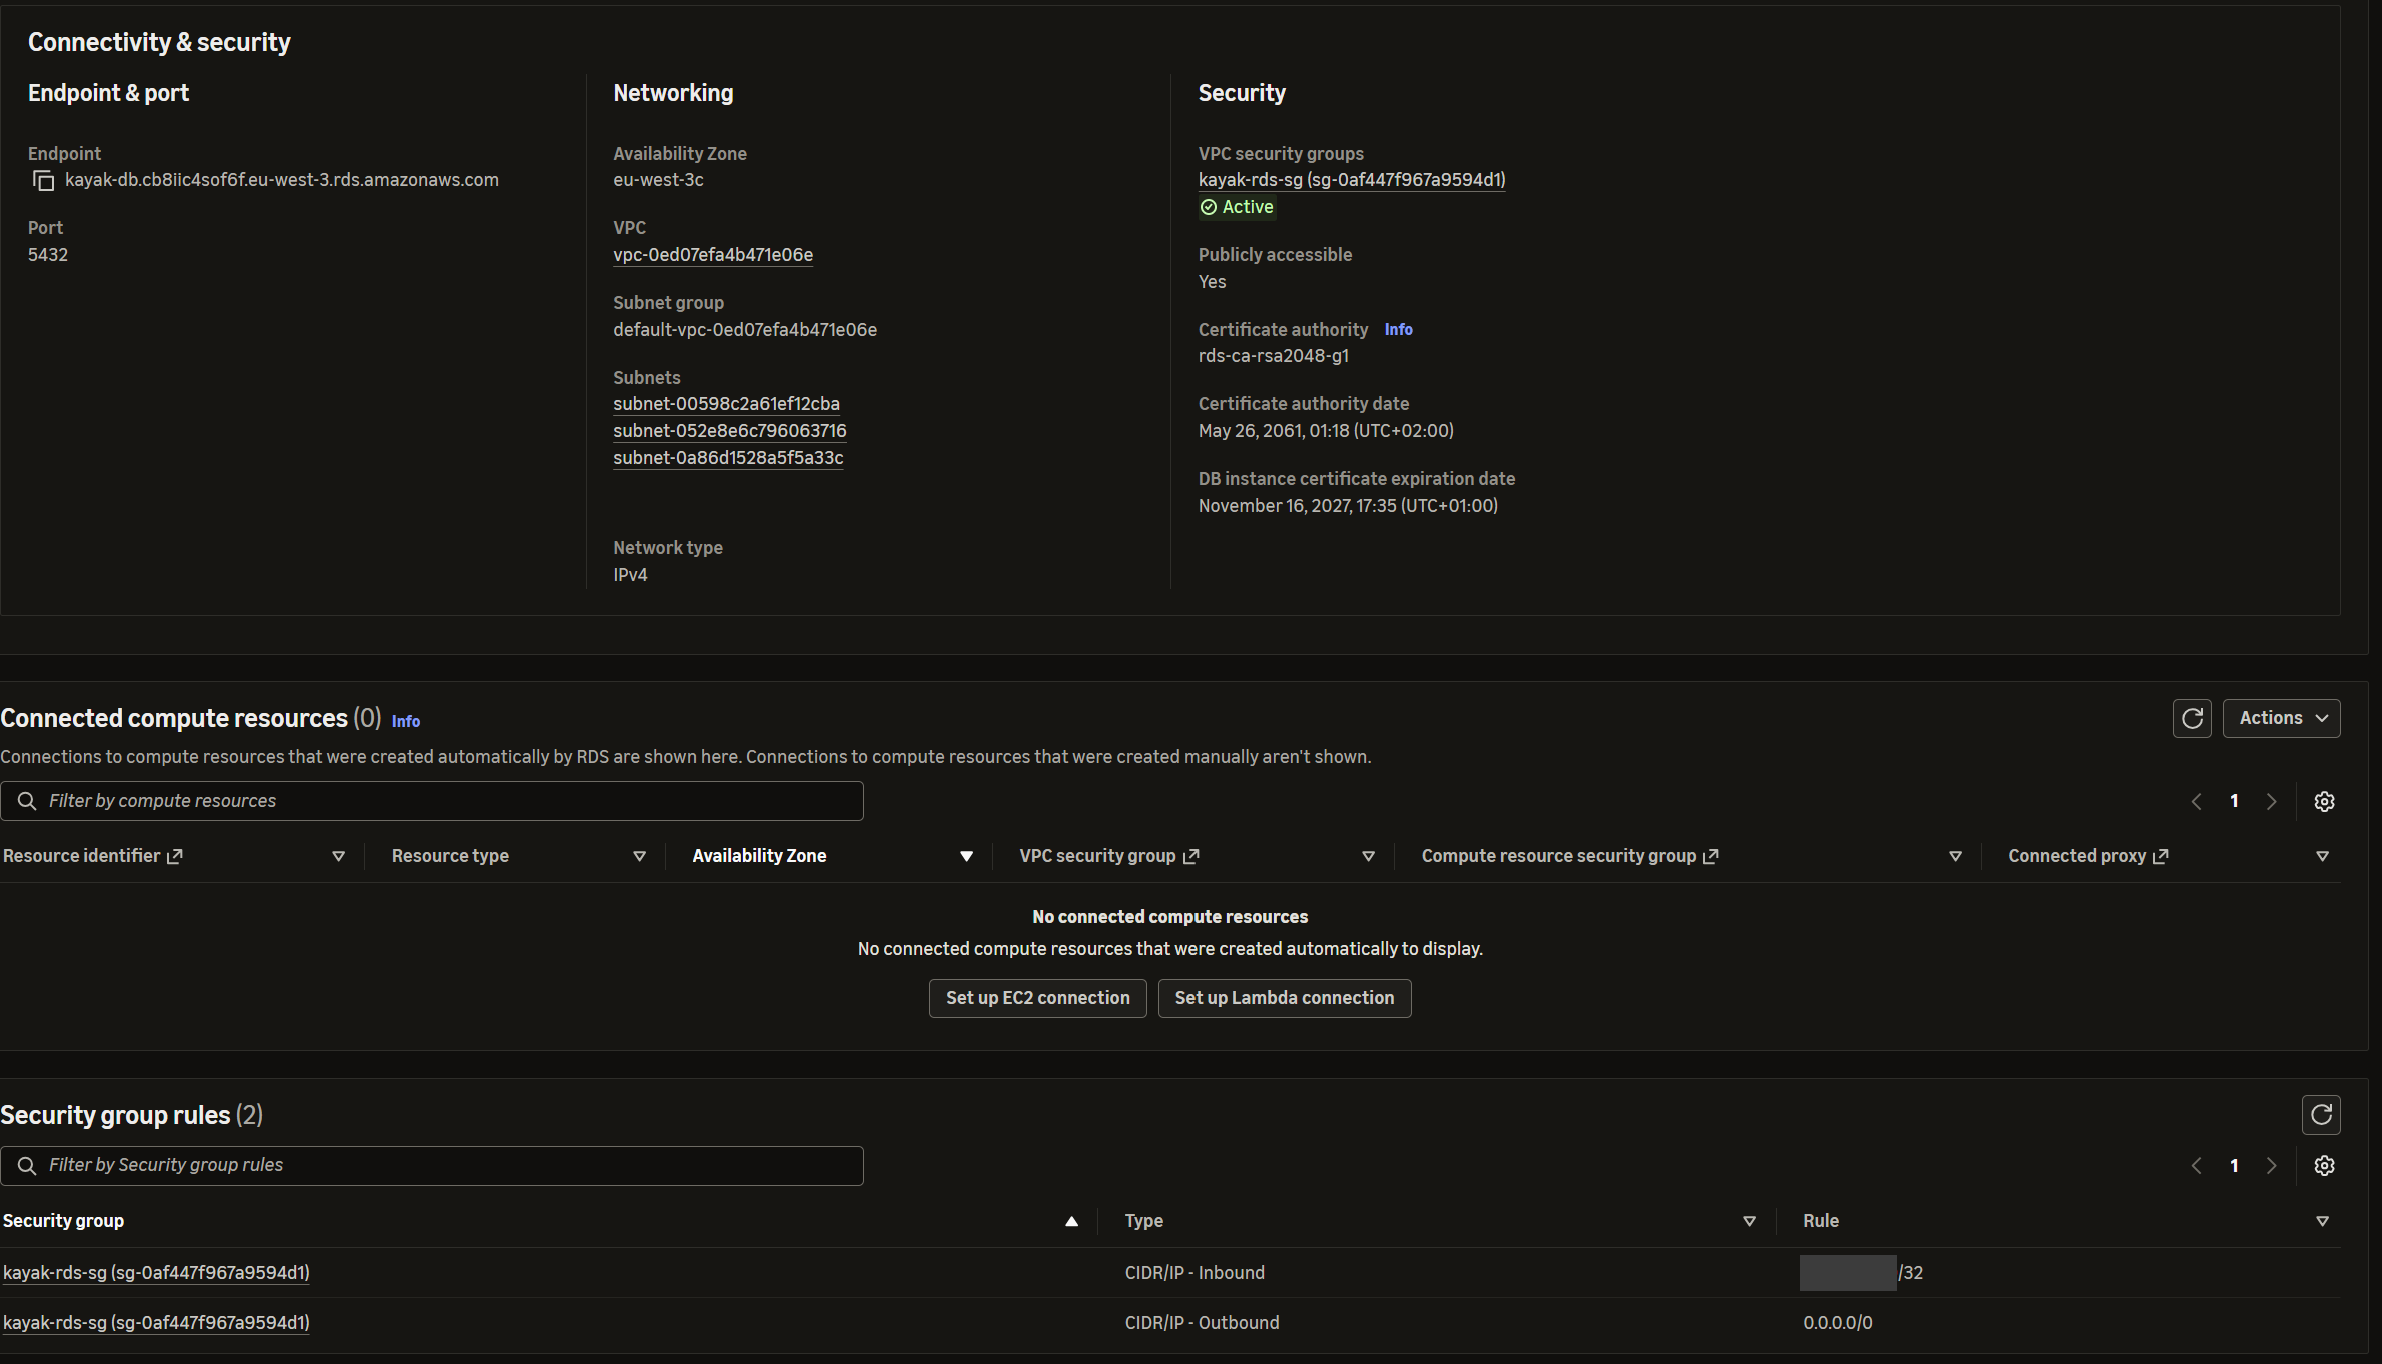 Connectivity & security
Endpoint & port
Endpoint
kayak-db.cb8iic4sof6f.eu-west-3.rds.amazonaws.com
Port
5432
Networking
Availability Zone
eu-west-3c
VPC
vpc-0ed07efa4b471e06e
Subnet group
default-vpc-0ed07efa4b471e06e
Subnets
subnet-00598c2a61ef12cba
subnet-052e8e6c796063716
subnet-0a86d1528a5f5a33c
Network type
IPv4
Security
VPC security groups
kayak-rds-sg (sg-0af447f967a9594d1)
Active
Publicly accessible
Yes
Certificate authority Info
rds-ca-rsa2048-g1
Certificate authority date
May 26, 2061, 01:18 (UTC+02:00)
DB instance certificate expiration date
November 16, 2027, 17:35 (UTC+01:00)
Connected compute resources (0) Info
Actions
Connections to compute resources that were created automatically by RDS are shown here. Connections to compute resources that were created manually aren't shown.
Filter by compute resources
1
Resource identifier Resource type Availability Zone VPC security group Compute resource security group Connected proxy
No connected compute resources
No connected compute resources that were created automatically to display.
Set up EC2 connection Set up Lambda connection
Security group rules (2)
Filter by Security group rules
1
Security group Type Rule
kayak-rds-sg (sg-0af447f967a9594d1) CIDR/IP - Inbound /32
kayak-rds-sg (sg-0af447f967a9594d1) CIDR/IP - Outbound 0.0.0.0/0